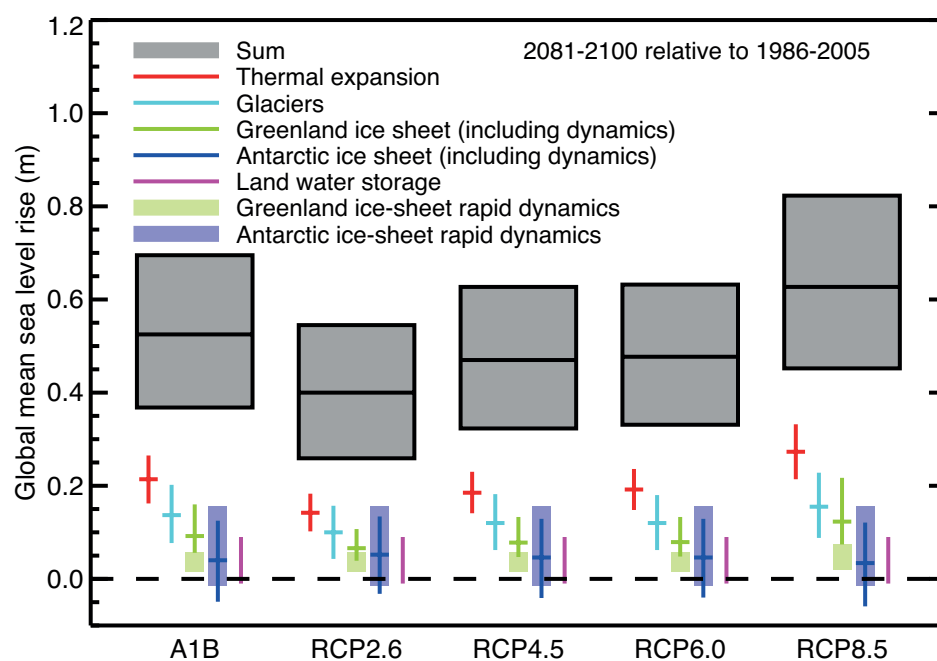 Global mean sea level rise (m)
1.2
1.0
0.8
0.6
0.4
0.2
0.0
2081-2100 relative to 1986-2005
Sum
Thermal expansion
Glaciers
Greenland ice sheet (including dynamics)
Antarctic ice sheet (including dynamics)
Land water storage
Greenland ice-sheet rapid dynamics
Antarctic ice-sheet rapid dynamics
A1B RCP2.6 RCP4.5 RCP6.0 RCP8.5